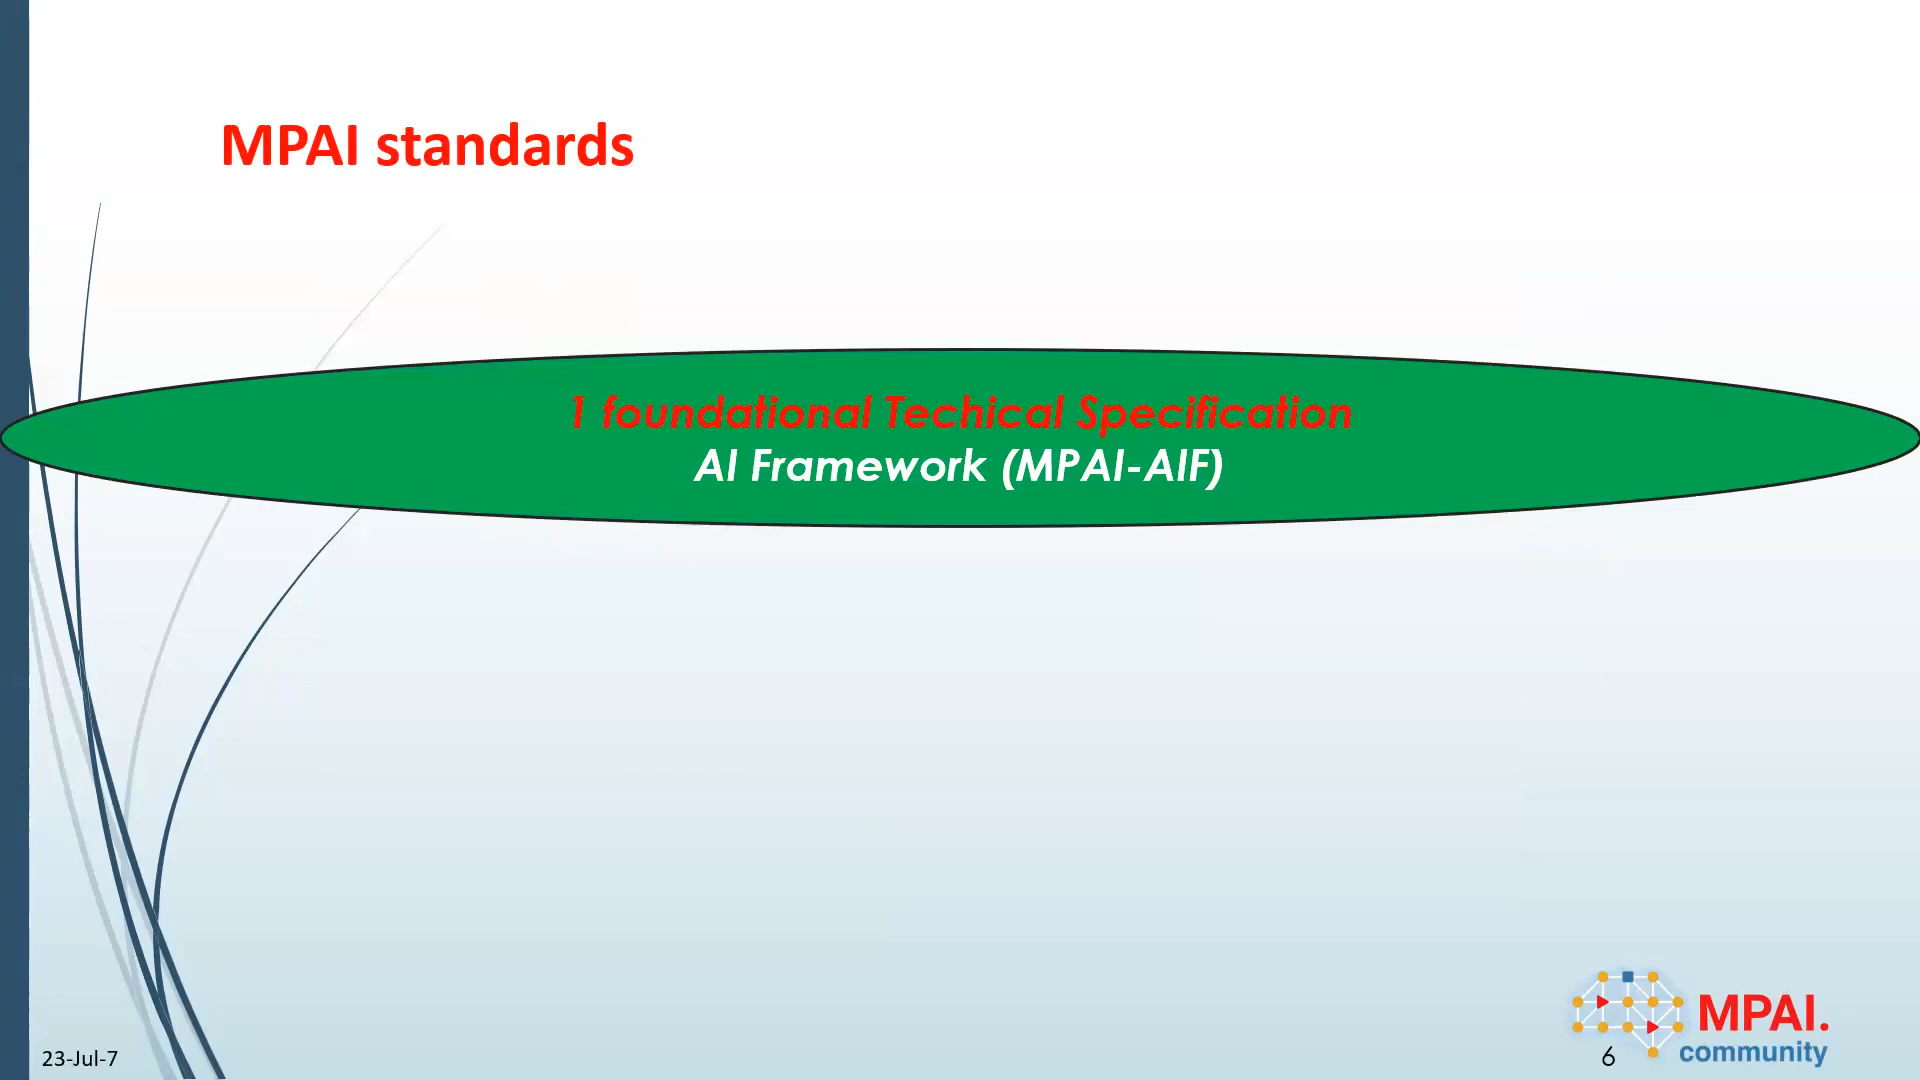 MPAI standards
1 foundational Techical Specification
AI Framework (MPAI-AIF)
MPAI.
community
23-Jul-7
6